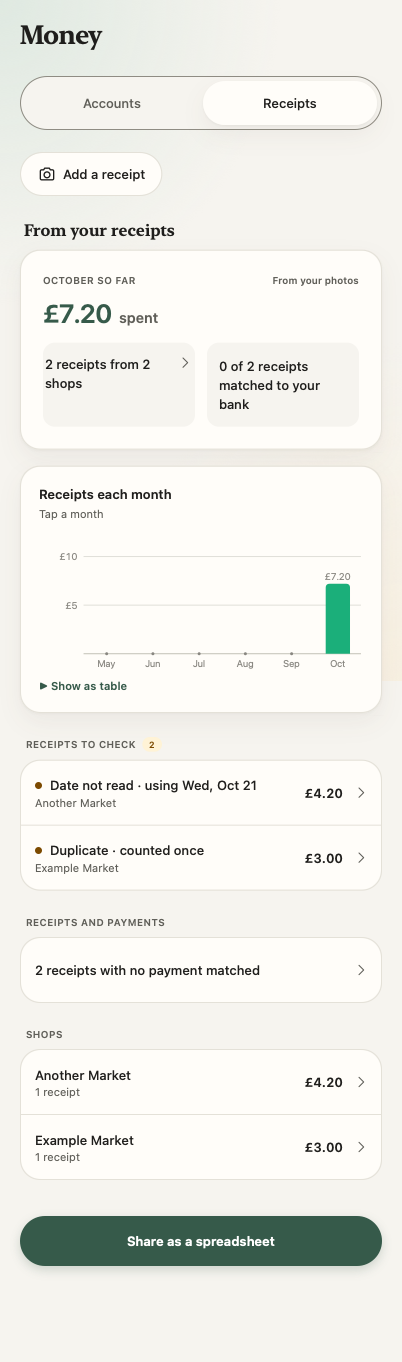 Money
Accounts
Receipts
Add a receipt
From your receipts
OCTOBER SO FAR
From your photos
£7.20 spent
2 receipts from 2
shops
0 of 2 receipts
matched to your
bank
Receipts each month
Tap a month
£10
£7.20
£5
May Jun Jul Aug Sep Oct
Show as table
RECEIPTS TO CHECK 2
Date not read · using Wed, Oct 21
Another Market
£4.20
Duplicate · counted once
Example Market
£3.00
RECEIPTS AND PAYMENTS
2 receipts with no payment matched
SHOPS
Another Market
1 receipt
£4.20
Example Market
1 receipt
£3.00
Share as a spreadsheet